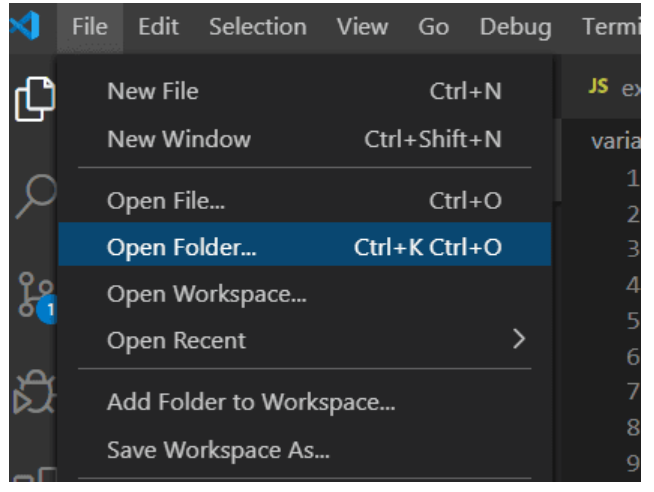 File Edit Selection View Go Debug Termi
New File Ctrl+N
New Window Ctrl+Shift+N
Open File... Ctrl+O
Open Folder... Ctrl+K Ctrl+O
Open Workspace...
Open Recent
Add Folder to Workspace...
Save Workspace As...
1
JS ex
varia
1
2
3
4
5
6
7
8
9